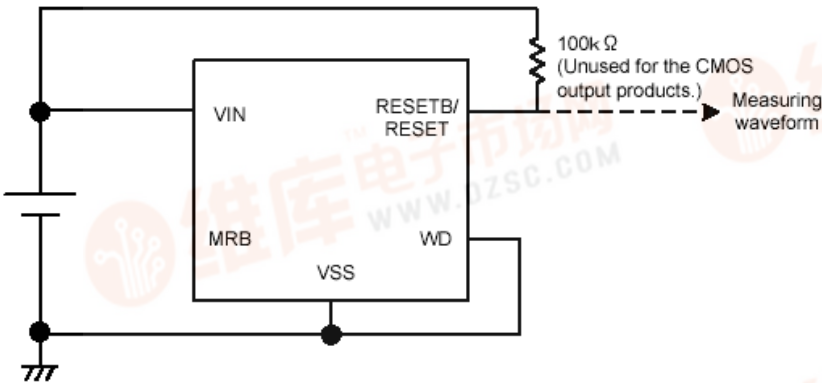 100k Ω
(Unused for the CMOS
output products.)
VIN
RESETB/
RESET
Measuring
waveform
MRB
WD
VSS
维库电子市场网
TM
WWW.DZSC.COM